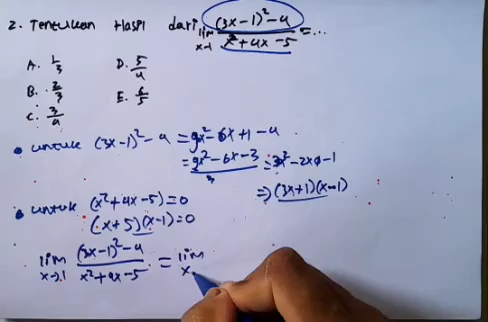 2. Tentukan Hasil dari lim x→1 (3x-1)²-4 / x²+4x-5 = ...
A. 1/3 D. 5/4
B. 2/3 E. 6/5
C. 3/4
• untuk (3x-1)²-4 = 9x²-6x+1-4
= 9x²-6x-3 = 3x²-2x-1
3
⇒ (3x+1)(x-1)
• untuk (x²+4x-5)=0
(x+5)(x-1)=0
lim x→1 (3x-1)²-4 / x²+4x-5 = lim x